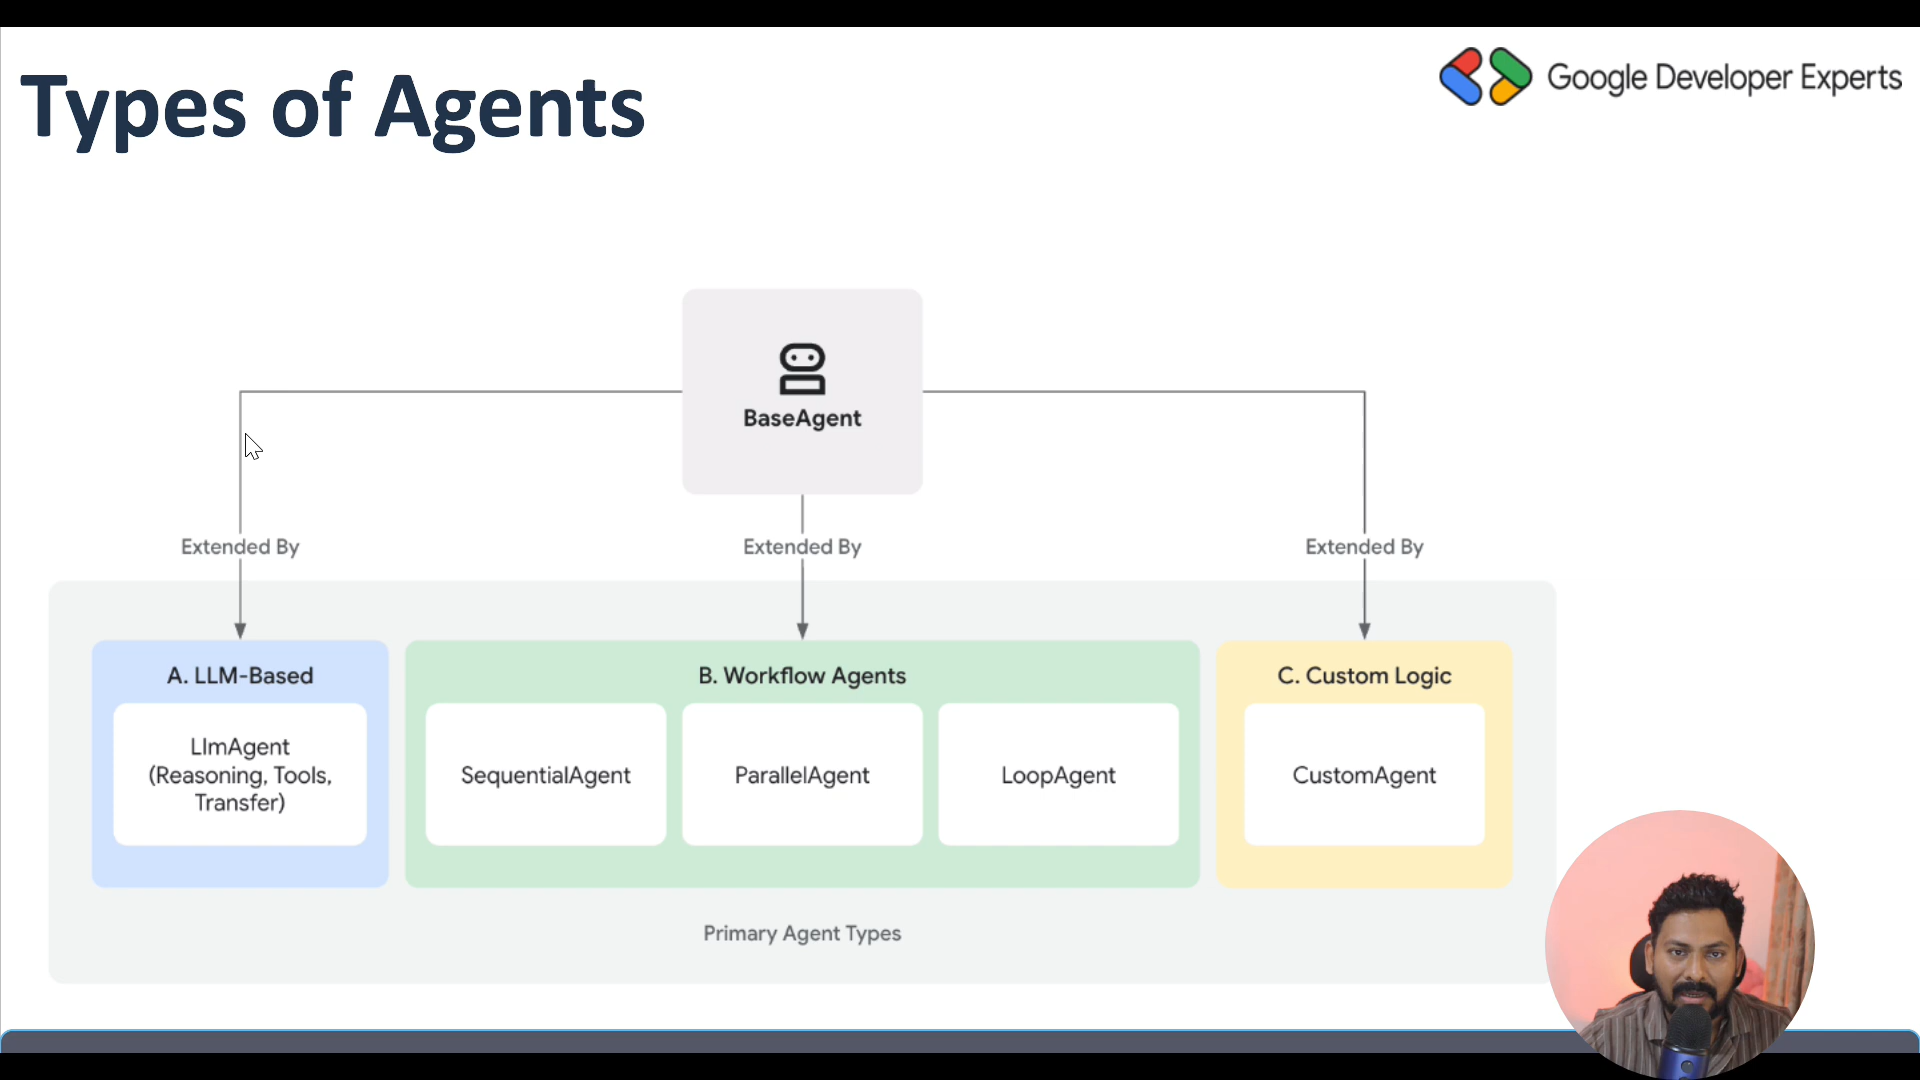 Types of Agents
Google Developer Experts
BaseAgent
Extended By
Extended By
Extended By
A. LLM-Based
B. Workflow Agents
C. Custom Logic
LlmAgent
(Reasoning, Tools,
Transfer)
SequentialAgent
ParallelAgent
LoopAgent
CustomAgent
Primary Agent Types